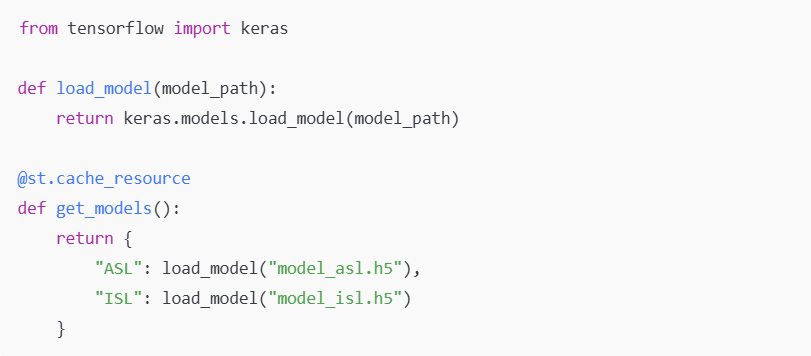 from tensorflow import keras
def load_model(model_path):
    return keras.models.load_model(model_path)
@st.cache_resource
def get_models():
    return {
        "ASL": load_model("model_asl.h5"),
        "ISL": load_model("model_isl.h5")
    }